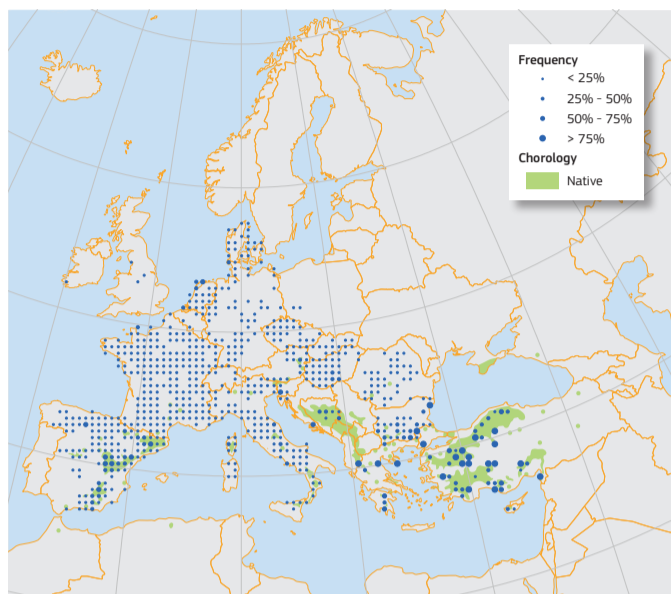 Frequency
< 25%
25% - 50%
50% - 75%
> 75%
Chorology
Native